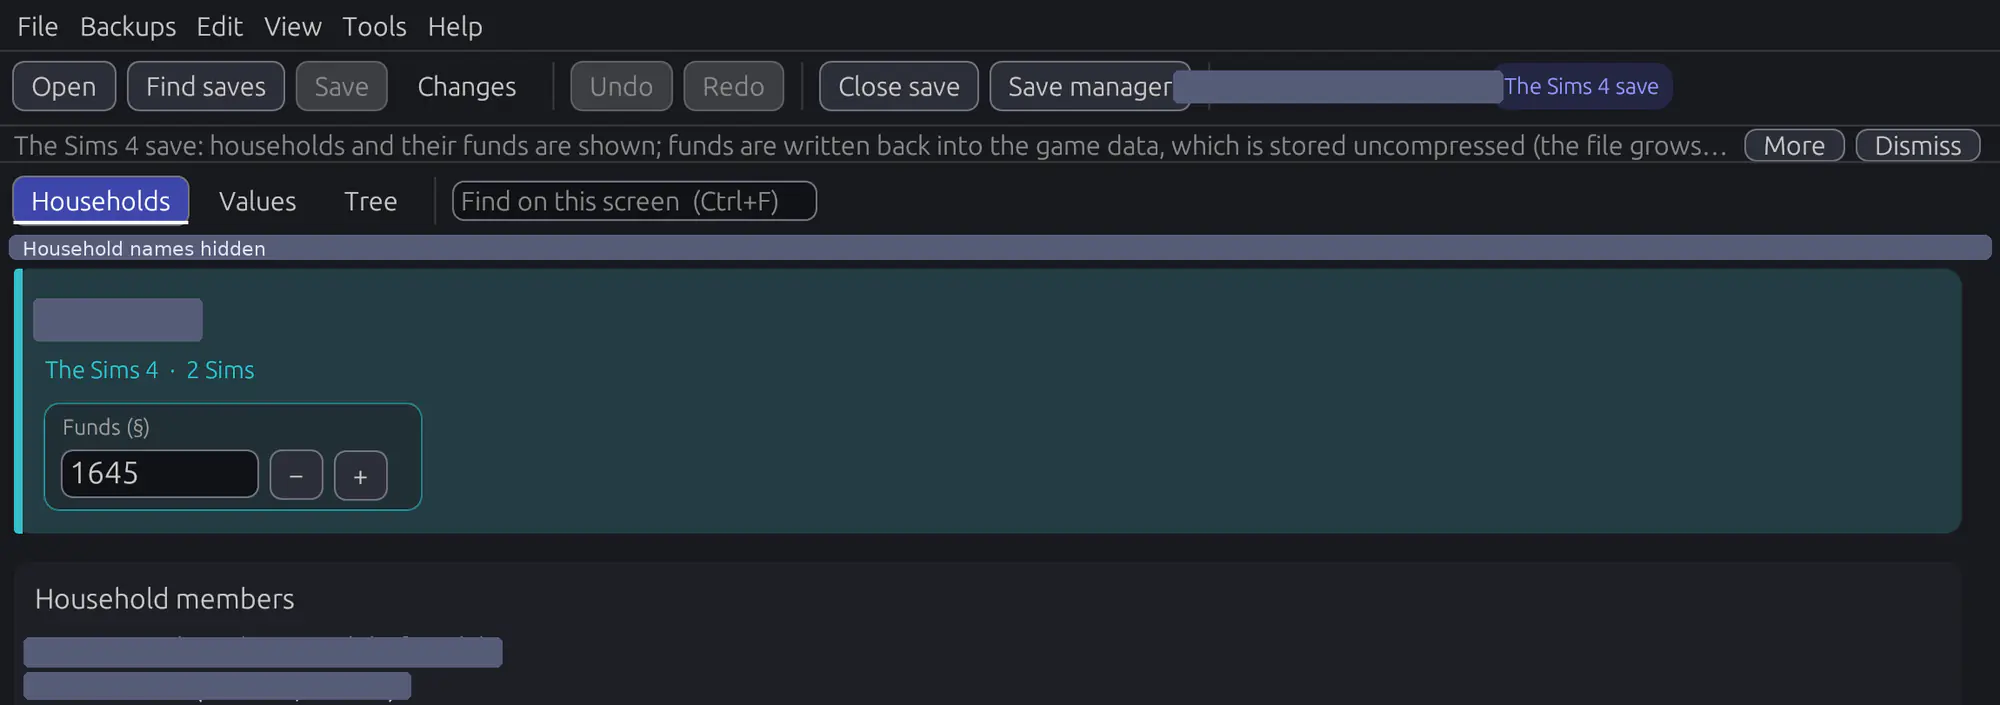 File Backups Edit View Tools Help
Open Find saves Save Changes Undo Redo Close save Save manager The Sims 4 save
The Sims 4 save: households and their funds are shown; funds are written back into the game data, which is stored uncompressed (the file grows… More Dismiss
Households Values Tree Find on this screen (Ctrl+F)
Household names hidden
The Sims 4 · 2 Sims
Funds (§)
1645 − +
Household members